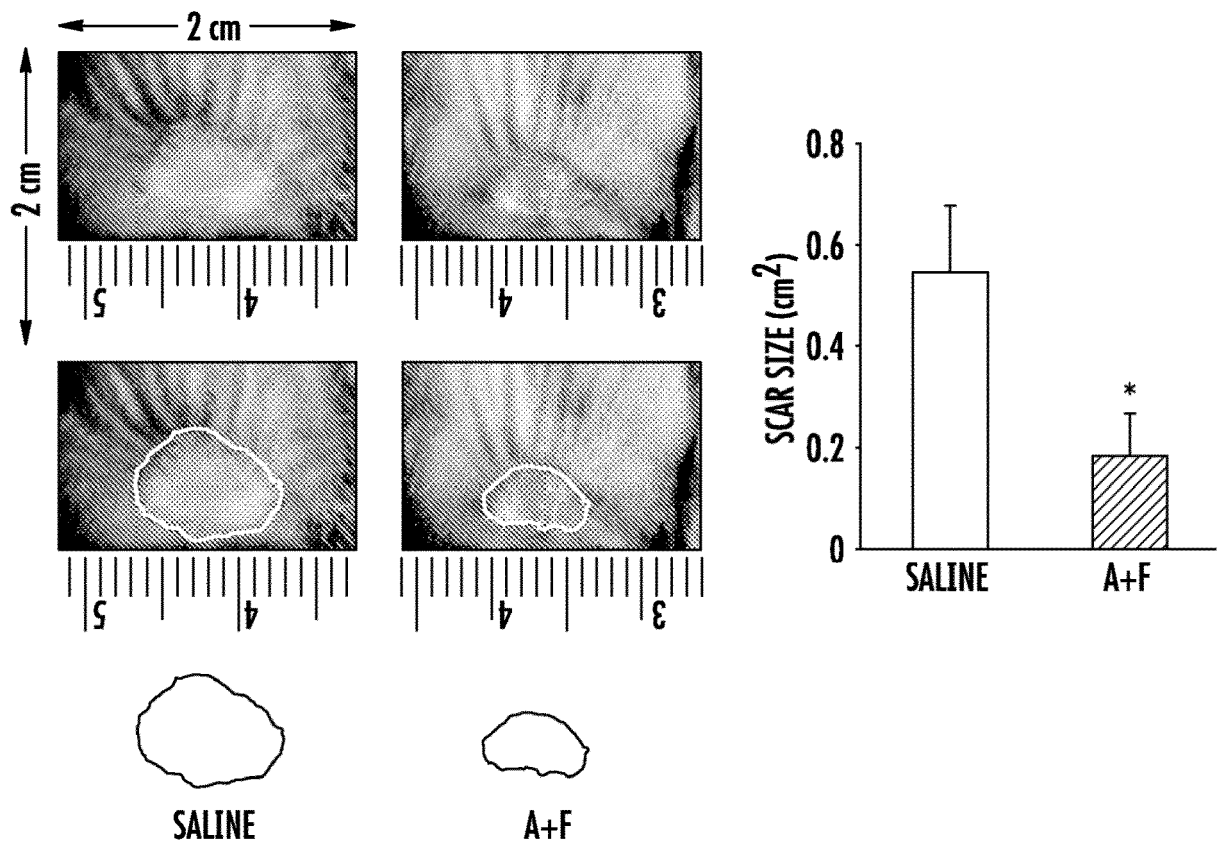 2 cm
2 cm
5 4
4 3
5 4
4 3
SALINE
A+F
0.8
0.6
0.4
0.2
0
SCAR SIZE (cm²)
SALINE
A+F
*